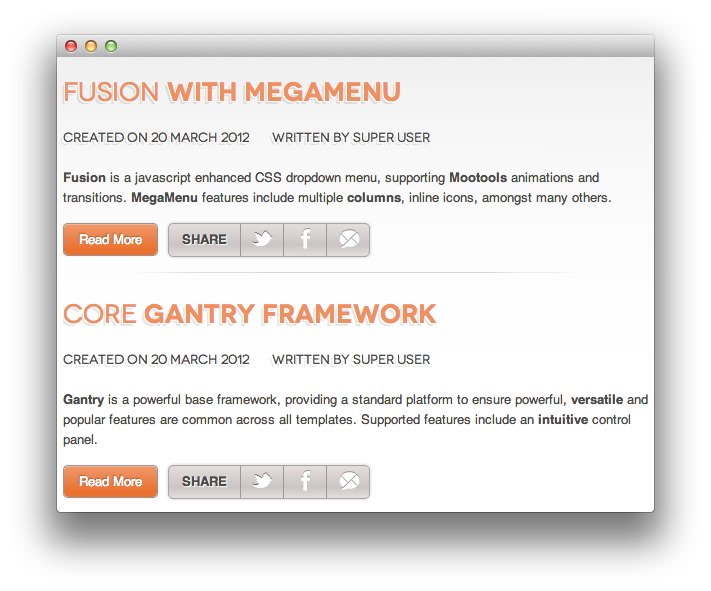 FUSION WITH MEGAMENU
CREATED ON 20 MARCH 2012 WRITTEN BY SUPER USER
Fusion is a javascript enhanced CSS dropdown menu, supporting Mootools animations and
transitions. MegaMenu features include multiple columns, inline icons, amongst many others.
Read More SHARE
CORE GANTRY FRAMEWORK
CREATED ON 20 MARCH 2012 WRITTEN BY SUPER USER
Gantry is a powerful base framework, providing a standard platform to ensure powerful, versatile and
popular features are common across all templates. Supported features include an intuitive control
panel.
Read More SHARE